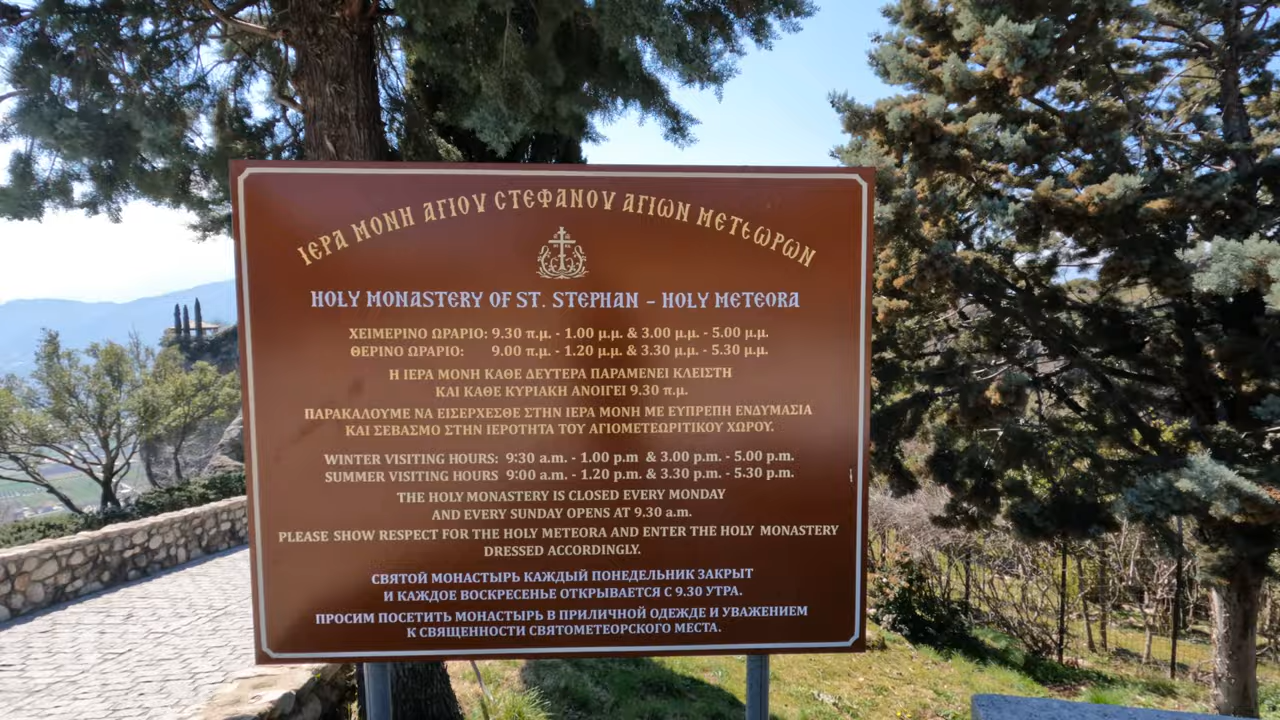 ΙΕΡΑ ΜΟΝΗ ΑΓΙΟΥ ΣΤΕΦΑΝΟΥ ΑΓΙΩΝ ΜΕΤΕΩΡΩΝ
HOLY MONASTERY OF ST. STEPHAN - HOLY METEORA
ΧΕΙΜΕΡΙΝΟ ΩΡΑΡΙΟ: 9.30 π.μ. - 1.00 μ.μ. & 3.00 μ.μ. - 5.00 μ.μ.
ΘΕΡΙΝΟ ΩΡΑΡΙΟ: 9.00 π.μ. - 1.20 μ.μ. & 3.30 μ.μ. - 5.30 μ.μ.
Η ΙΕΡΑ ΜΟΝΗ ΚΑΘΕ ΔΕΥΤΕΡΑ ΠΑΡΑΜΕΝΕΙ ΚΛΕΙΣΤΗ
ΚΑΙ ΚΑΘΕ ΚΥΡΙΑΚΗ ΑΝΟΙΓΕΙ 9.30 π.μ.
ΠΑΡΑΚΑΛΟΥΜΕ ΝΑ ΕΙΣΕΡΧΕΣΘΕ ΣΤΗΝ ΙΕΡΑ ΜΟΝΗ ΜΕ ΕΥΠΡΕΠΗ ΕΝΔΥΜΑΣΙΑ
ΚΑΙ ΣΕΒΑΣΜΟ ΣΤΗΝ ΙΕΡΟΤΗΤΑ ΤΟΥ ΑΓΙΟΜΕΤΕΩΡΙΤΙΚΟΥ ΧΩΡΟΥ.
WINTER VISITING HOURS: 9:30 a.m. - 1.00 p.m & 3.00 p.m. - 5.00 p.m.
SUMMER VISITING HOURS 9:00 a.m. - 1.20 p.m. & 3.30 p.m. - 5.30 p.m.
THE HOLY MONASTERY IS CLOSED EVERY MONDAY
AND EVERY SUNDAY OPENS AT 9.30 a.m.
PLEASE SHOW RESPECT FOR THE HOLY METEORA AND ENTER THE HOLY MONASTERY
DRESSED ACCORDINGLY.
СВЯТОЙ МОНАСТЫРЬ КАЖДЫЙ ПОНЕДЕЛЬНИК ЗАКРЫТ
И КАЖДОЕ ВОСКРЕСЕНЬЕ ОТКРЫВАЕТСЯ С 9.30 УТРА.
ПРОСИМ ПОСЕТИТЬ МОНАСТЫРЬ В ПРИЛИЧНОЙ ОДЕЖДЕ И УВАЖЕНИЕМ
К СВЯЩЕННОСТИ СВЯТОМЕТЕОРСКОГО МЕСТА.